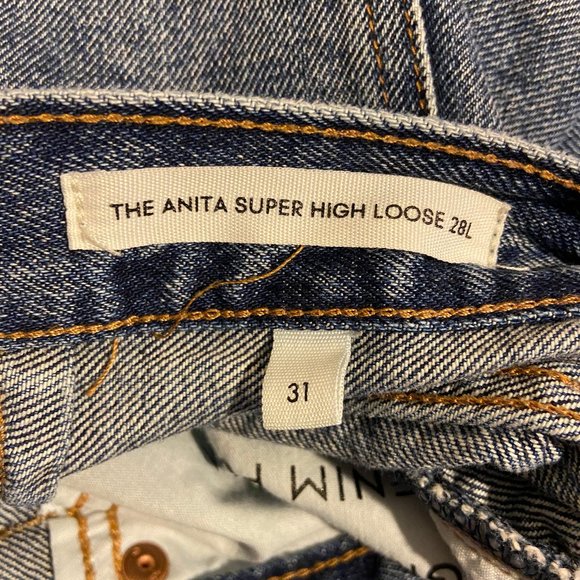 THE ANITA SUPER HIGH LOOSE 28L
31